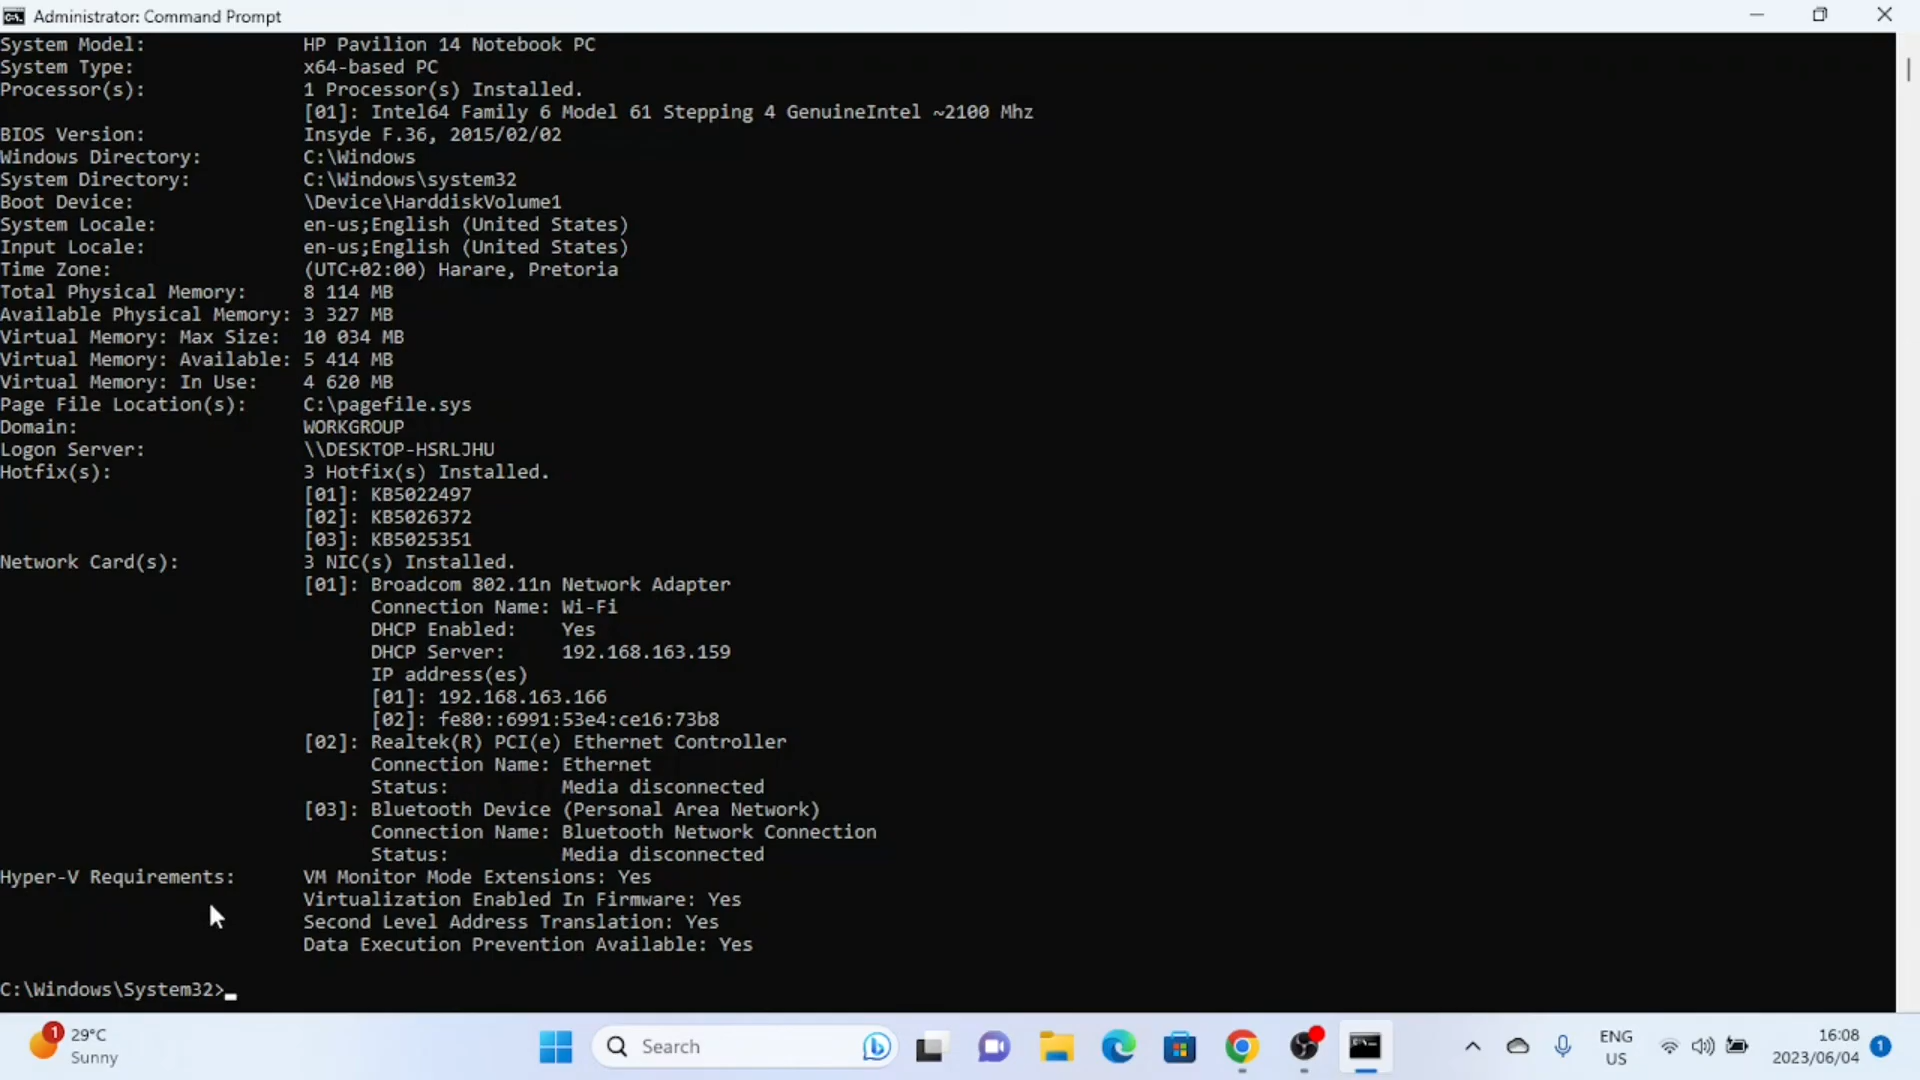 Administrator: Command Prompt
System Model: HP Pavilion 14 Notebook PC
System Type: x64-based PC
Processor(s): 1 Processor(s) Installed.
[01]: Intel64 Family 6 Model 61 Stepping 4 GenuineIntel ~2100 Mhz
BIOS Version: Insyde F.36, 2015/02/02
Windows Directory: C:\Windows
System Directory: C:\Windows\system32
Boot Device: \Device\HarddiskVolume1
System Locale: en-us;English (United States)
Input Locale: en-us;English (United States)
Time Zone: (UTC+02:00) Harare, Pretoria
Total Physical Memory: 8 114 MB
Available Physical Memory: 3 327 MB
Virtual Memory: Max Size: 10 034 MB
Virtual Memory: Available: 5 414 MB
Virtual Memory: In Use: 4 620 MB
Page File Location(s): C:\pagefile.sys
Domain: WORKGROUP
Logon Server: \\DESKTOP-HSRLJHU
Hotfix(s): 3 Hotfix(s) Installed.
[01]: KB5022497
[02]: KB5026372
[03]: KB5025351
Network Card(s): 3 NIC(s) Installed.
[01]: Broadcom 802.11n Network Adapter
Connection Name: Wi-Fi
DHCP Enabled: Yes
DHCP Server: 192.168.163.159
IP address(es)
[01]: 192.168.163.166
[02]: fe80::6991:53e4:ce16:73b8
[02]: Realtek(R) PCI(e) Ethernet Controller
Connection Name: Ethernet
Status: Media disconnected
[03]: Bluetooth Device (Personal Area Network)
Connection Name: Bluetooth Network Connection
Status: Media disconnected
Hyper-V Requirements: VM Monitor Mode Extensions: Yes
Virtualization Enabled In Firmware: Yes
Second Level Address Translation: Yes
Data Execution Prevention Available: Yes
C:\Windows\System32>
1
29°C
Sunny
Search
ENG
US
16:08
2023/06/04
1